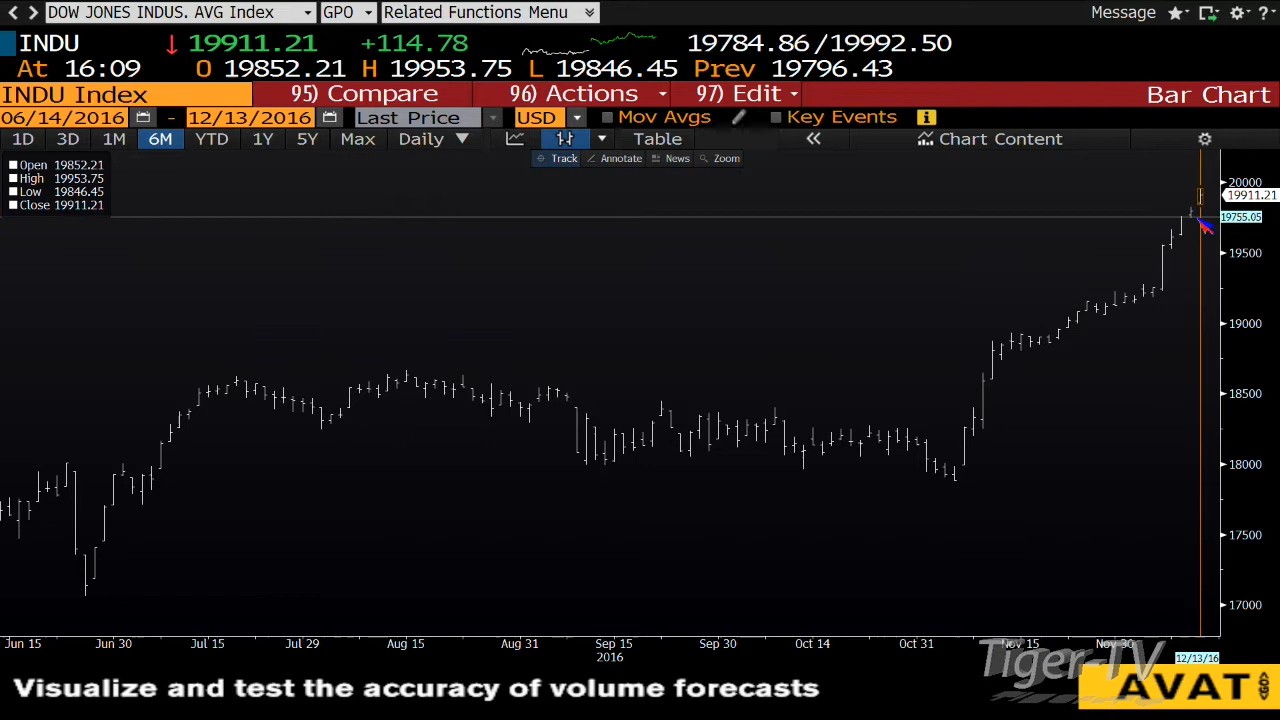 DOW JONES INDUS. AVG Index GPO Related Functions Menu Message ?
INDU 19911.21 +114.78 19784.86/19992.50
At 16:09 O 19852.21 H 19953.75 L 19846.45 Prev 19796.43
INDU Index 95) Compare 96) Actions 97) Edit Bar Chart
06/14/2016 - 12/13/2016 Last Price USD Mov Avgs Key Events
1D 3D 1M 6M YTD 1Y 5Y Max Daily Table Chart Content
Track Annotate News Zoom
Open 19852.21
High 19953.75
Low 19846.45
Close 19911.21
20000
19911.21
19755.05
19500
19000
18500
18000
17500
17000
Jun 15 Jun 30 Jul 15 Jul 29 Aug 15 Aug 31 Sep 15 Sep 30 Oct 14 Oct 31 Nov 15 Nov 30
2016 12/13/16
Tiger-TV
Visualize and test the accuracy of volume forecasts
AVAT <GO>